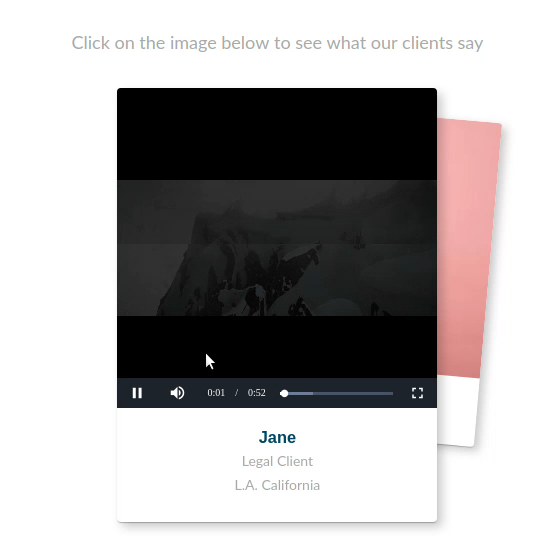 Click on the image below to see what our clients say
0:01 / 0:52
Jane
Legal Client
L.A. California